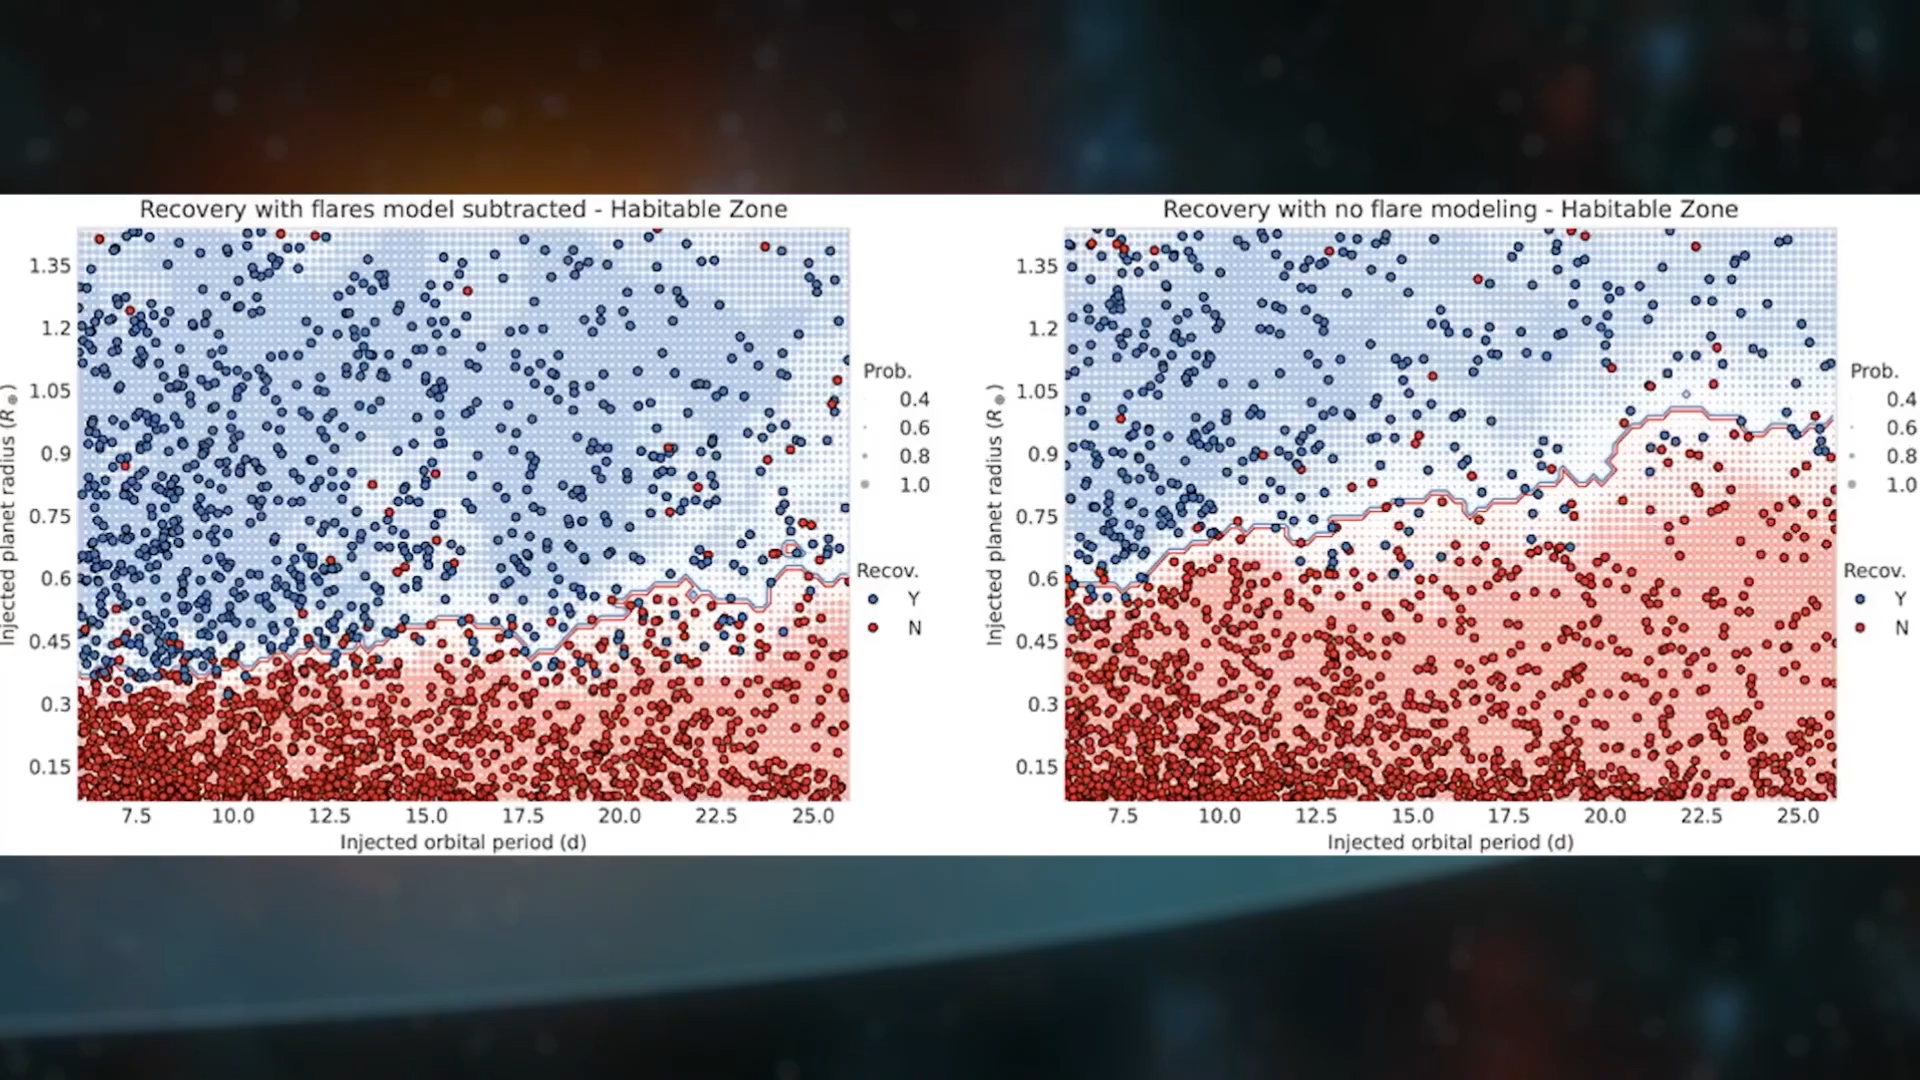 Recovery with flares model subtracted - Habitable Zone
1.35
1.2
1.05
0.9
0.75
0.6
0.45
0.3
0.15
Injected planet radius (R⊕)
7.5 10.0 12.5 15.0 17.5 20.0 22.5 25.0
Injected orbital period (d)
Prob.
0.4
0.6
0.8
1.0
Recov.
Y
N
Recovery with no flare modeling - Habitable Zone
1.35
1.2
1.05
0.9
0.75
0.6
0.45
0.3
0.15
Injected planet radius (R⊕)
7.5 10.0 12.5 15.0 17.5 20.0 22.5 25.0
Injected orbital period (d)
Prob.
0.4
0.6
0.8
1.0
Recov.
Y
N